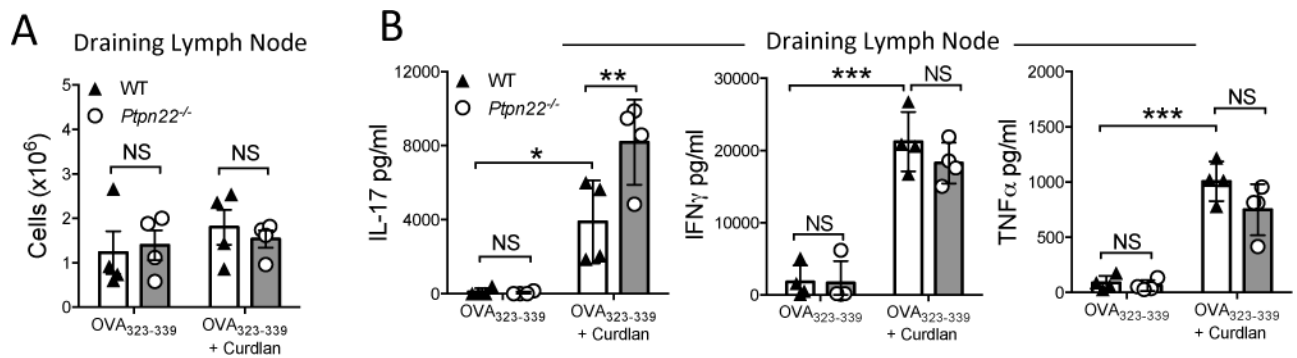 A
Draining Lymph Node
WT
Ptpn22-/-
Cells (x10^6)
5
4
3
2
1
0
NS
NS
OVA323-339
OVA323-339
+ Curdlan
B
Draining Lymph Node
WT
Ptpn22-/-
IL-17 pg/ml
12000
8000
4000
0
*
**
NS
OVA323-339
OVA323-339
+ Curdlan
IFNγ pg/ml
30000
20000
10000
0
***
NS
NS
OVA323-339
OVA323-339
+ Curdlan
TNFα pg/ml
2000
1500
1000
500
0
***
NS
NS
OVA323-339
OVA323-339
+ Curdlan